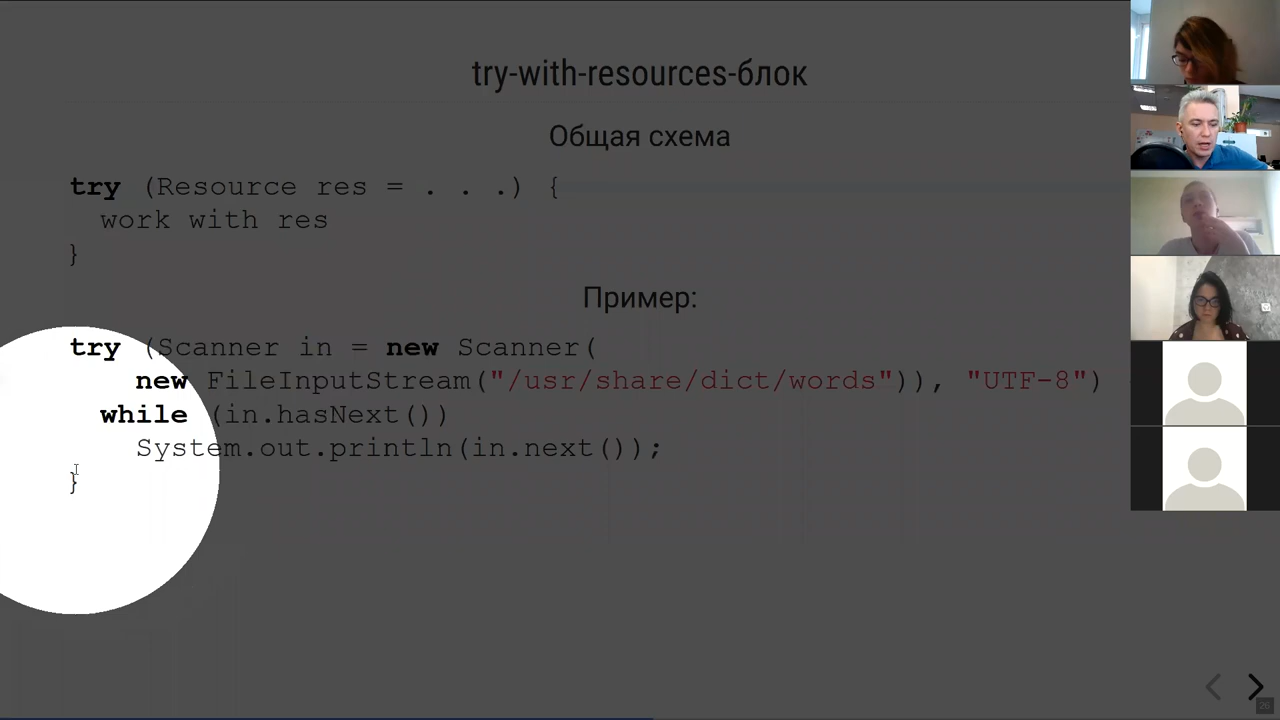 try-with-resources-блок
Общая схема
try (Resource res = . . .) {
work with res
}
Пример:
try (Scanner in = new Scanner(
new FileInputStream("/usr/share/dict/words")), "UTF-8")
while (in.hasNext())
System.out.println(in.next());
}
26